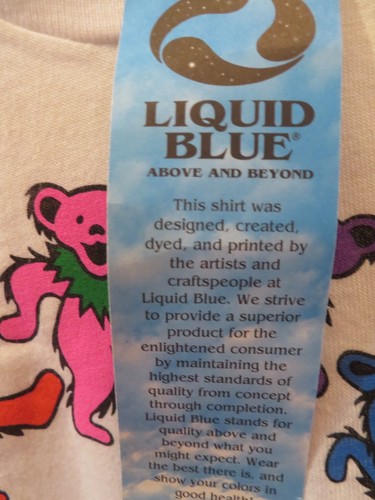 LIQUID
BLUE®
ABOVE AND BEYOND
This shirt was
designed, created,
dyed, and printed by
the artists and
craftspeople at
Liquid Blue. We strive
to provide a superior
product for the
enlightened consumer
by maintaining the
highest standards of
quality from concept
through completion.
Liquid Blue stands for
quality above and
beyond what you
might expect. Wear
the best there is, and
show your colors in
good health!